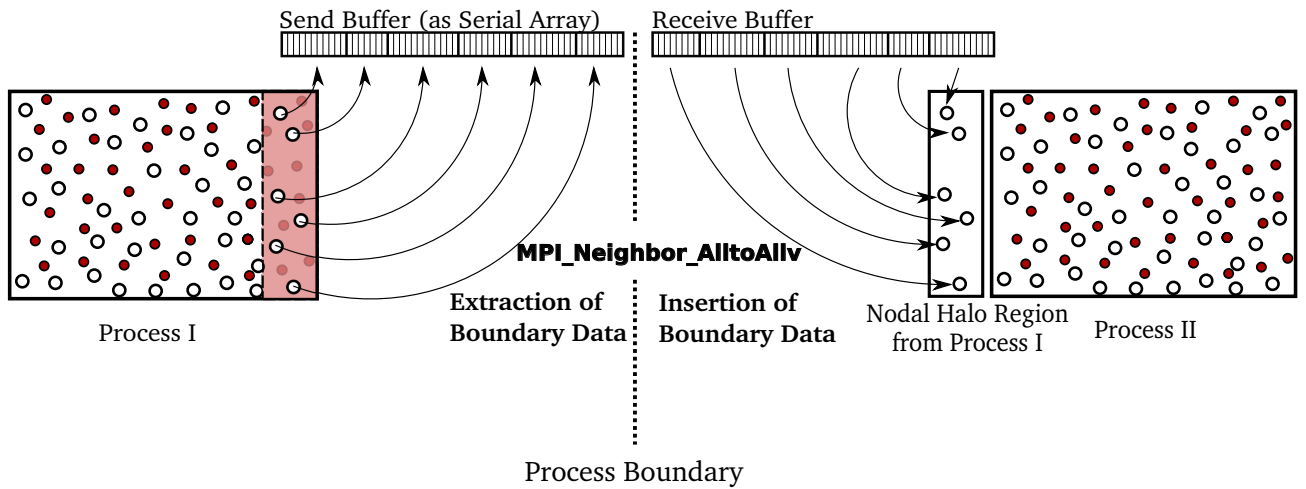 Send Buffer (as Serial Array)
Receive Buffer
MPI_Neighbor_AlltoAllv
Extraction of
Boundary Data
Insertion of
Boundary Data
Nodal Halo Region
from Process I
Process I
Process II
Process Boundary